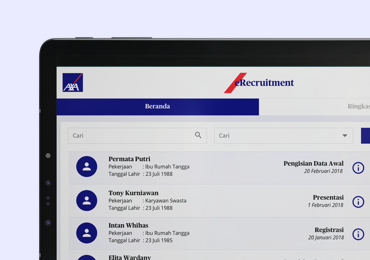 AXA
eRecruitment
Beranda
Ringkas
Cari
Cari
Permata Putri
Pekerjaan : Ibu Rumah Tangga
Tanggal Lahir : 23 Juli 1988
Pengisian Data Awal
20 Februari 2018
Tony Kurniawan
Pekerjaan : Karyawan Swasta
Tanggal Lahir : 23 Juli 1988
Presentasi
1 Februari 2018
Intan Whihas
Pekerjaan : Ibu Rumah Tangga
Tanggal Lahir : 23 Juli 1985
Registrasi
20 Januari 2018
Elita Wardany